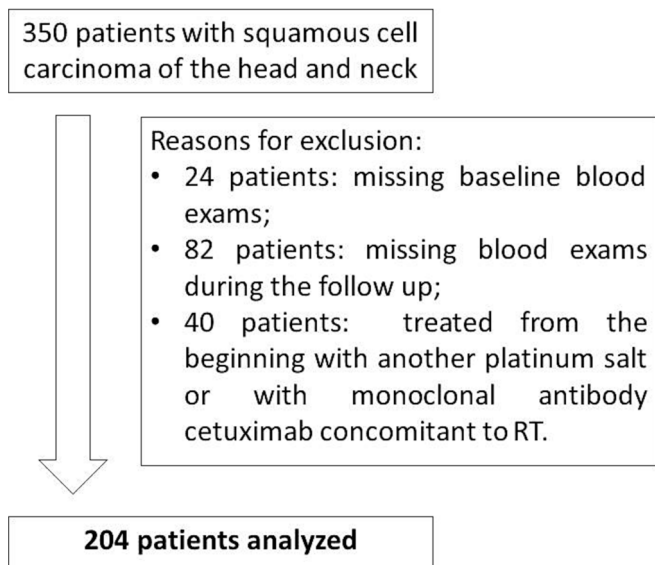 350 patients with squamous cell
carcinoma of the head and neck
Reasons for exclusion:
• 24 patients: missing baseline blood
exams;
• 82 patients: missing blood exams
during the follow up;
• 40 patients: treated from the
beginning with another platinum salt
or with monoclonal antibody
cetuximab concomitant to RT.
204 patients analyzed